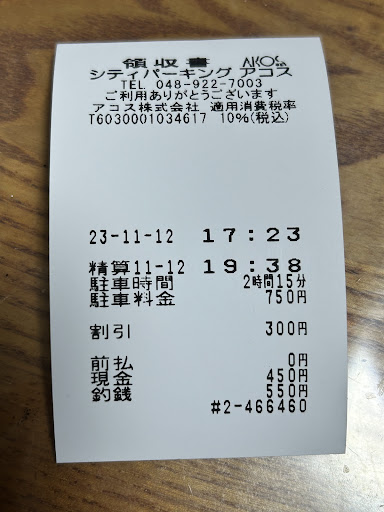 領収書 AKOS
シティパーキング アコス
TEL 048-922-7003
ご利用ありがとうございます
アコス株式会社 適用消費税率
T6030001034617 10%(税込)
23-11-12 17:23
精算11-12 19:38
駐車時間 2時間15分
駐車料金 750円
割引 300円
前払 0円
現金 450円
釣銭 550円
#2-466460